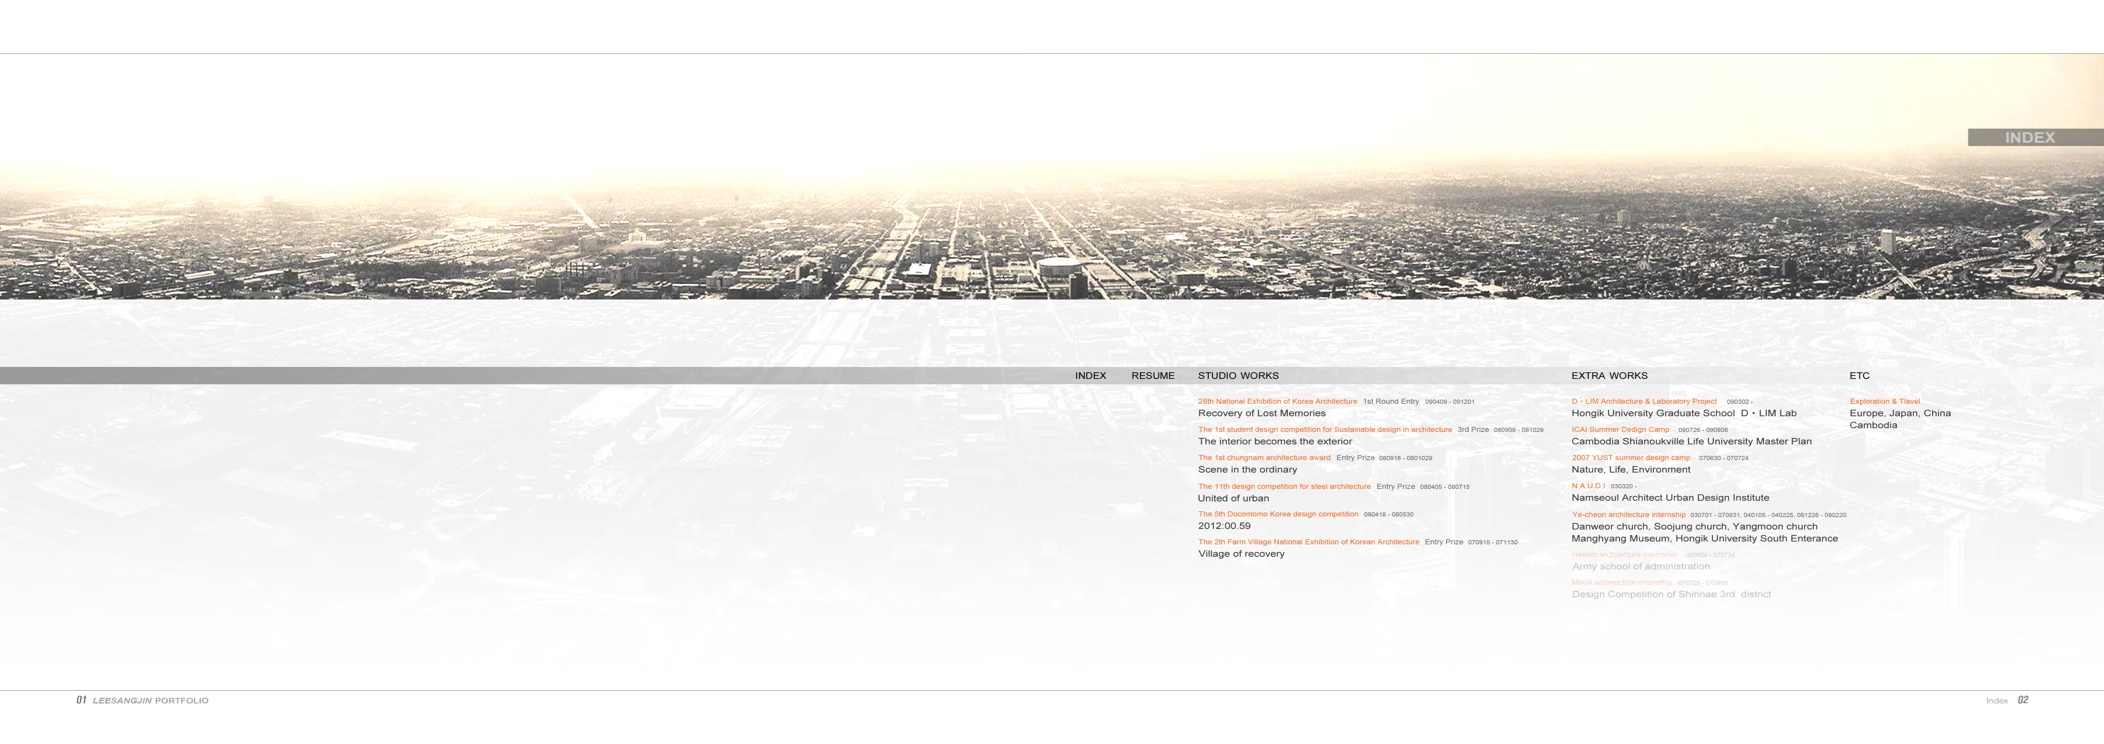 INDEX
INDEX RESUME STUDIO WORKS EXTRA WORKS ETC
28th National Exhibition of Korea Architecture 1st Round Entry 090409 - 091201
Recovery of Lost Memories
The 1st student design competition for Sustainable design in architecture 3rd Prize 080908 - 081029
The interior becomes the exterior
The 1st chungnam architecture award Entry Prize 080916 - 0801029
Scene in the ordinary
The 11th design competition for steel architecture Entry Prize 080405 - 080715
United of urban
The 5th Docomomo Korea design competition 080418 - 080530
2012:00.59
The 2th Farm Village National Exhibition of Korean Architecture Entry Prize 070915 - 071130
Village of recovery
D・LIM Architecture & Laboratory Project 090302 -
Hongik University Graduate School D・LIM Lab
ICAI Summer Dedign Camp 090726 - 090808
Cambodia Shianoukville Life University Master Plan
2007 YUST summer design camp 070630 - 070724
Nature, Life, Environment
N.A.U.D.I 030320 -
Namseoul Architect Urban Design Institute
Ye-cheon architecture internship 030701 - 070831, 040105 - 040225, 081226 - 090220
Danweor church, Soojung church, Yangmoon church
Manghyang Museum, Hongik University South Enterance
architecture internship
Army school of administration
architecture internship
Design Competition of Shinnae 3rd district
Exploration & Tlavel
Europe, Japan, China
Cambodia
01 LEESANGJIN PORTFOLIO
Index 02